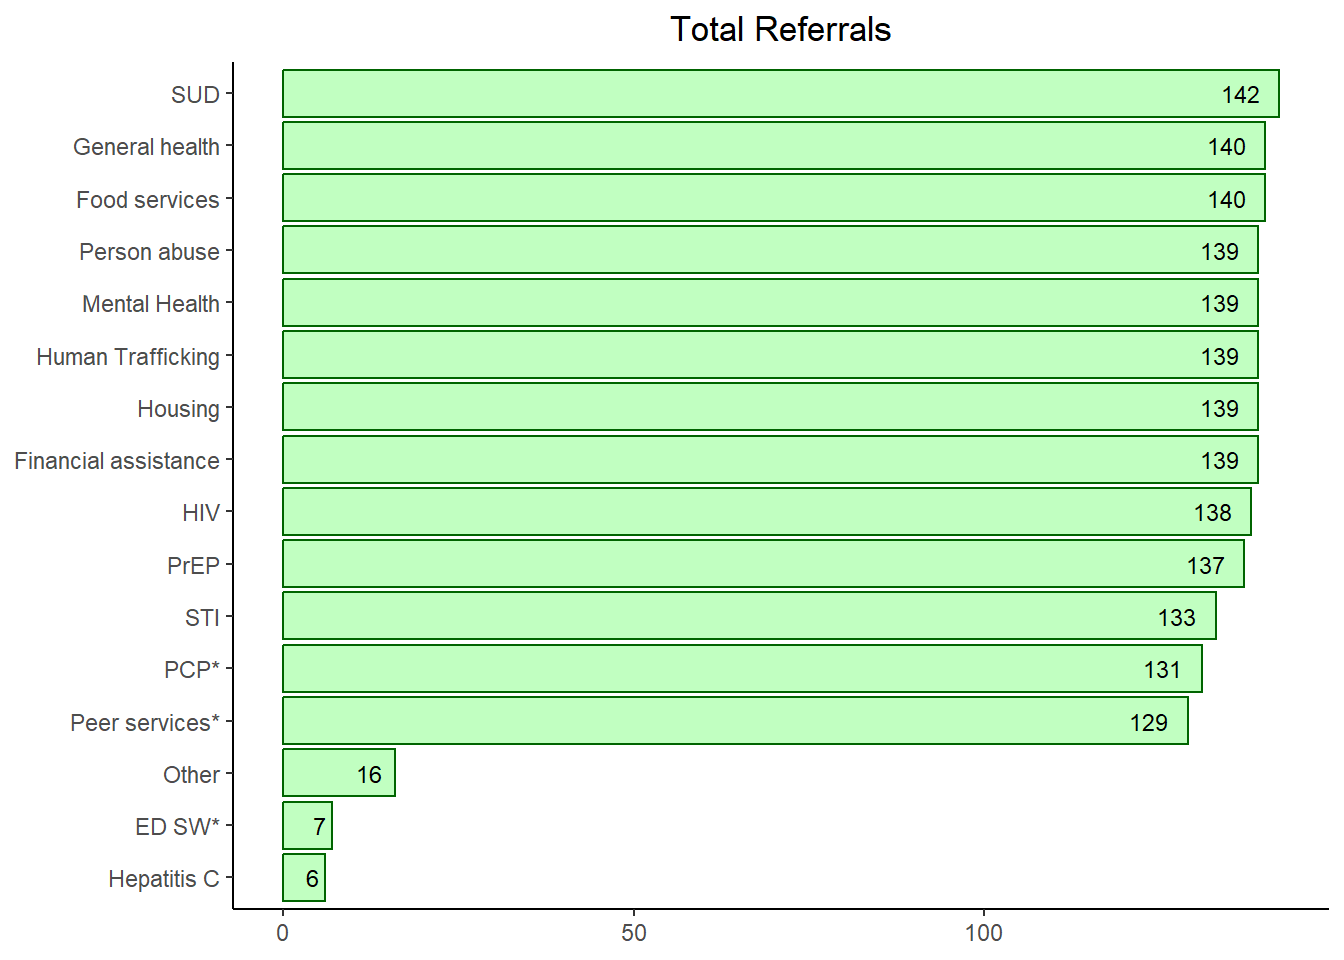 Total Referrals
SUD 142
General health 140
Food services 140
Person abuse 139
Mental Health 139
Human Trafficking 139
Housing 139
Financial assistance 139
HIV 138
PrEP 137
STI 133
PCP* 131
Peer services* 129
Other 16
ED SW* 7
Hepatitis C 6
0 50 100